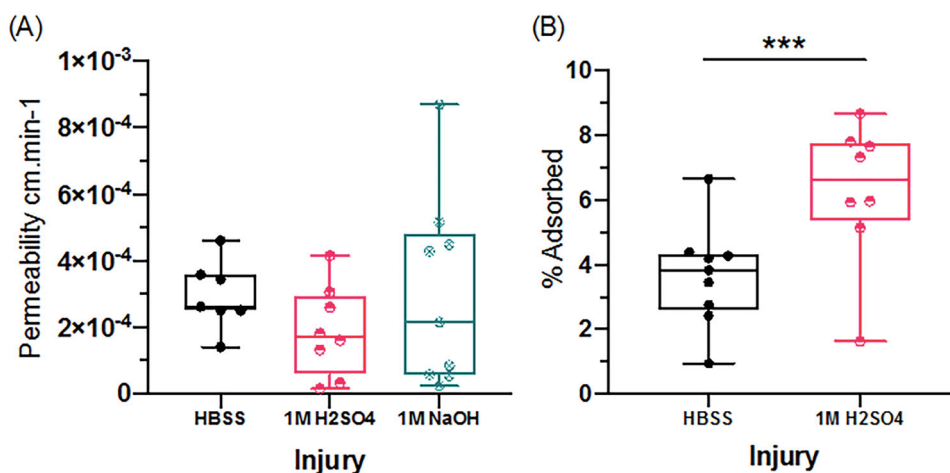 (A)
Permeability cm.min-1
1×10⁻³
8×10⁻⁴
6×10⁻⁴
4×10⁻⁴
2×10⁻⁴
0
HBSS 1M H2SO4 1M NaOH
Injury
(B)
***
% Adsorbed
10
8
6
4
2
0
HBSS 1M H2SO4
Injury